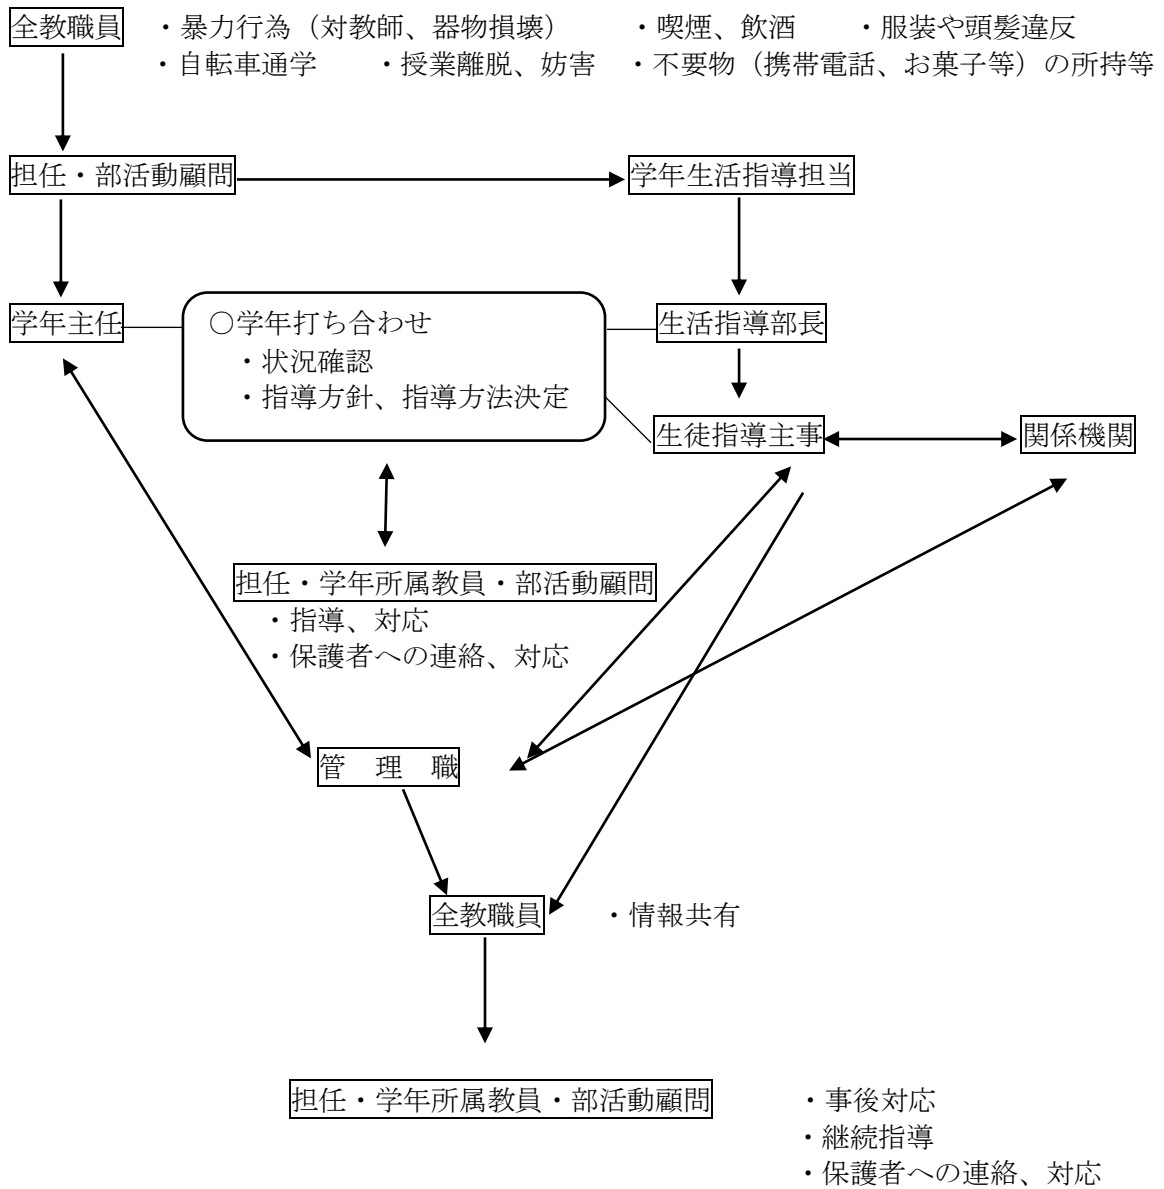 全教職員 ・暴力行為（対教師、器物損壊） ・喫煙、飲酒 ・服装や頭髪違反
・自転車通学 ・授業離脱、妨害 ・不要物（携帯電話、お菓子等）の所持等
担任・部活動顧問 学年生活指導担当
学年主任 ○学年打ち合わせ 生活指導部長
・状況確認
・指導方針、指導方法決定
生徒指導主事 関係機関
担任・学年所属教員・部活動顧問
・指導、対応
・保護者への連絡、対応
管　理　職
全教職員 ・情報共有
担任・学年所属教員・部活動顧問 ・事後対応
・継続指導
・保護者への連絡、対応